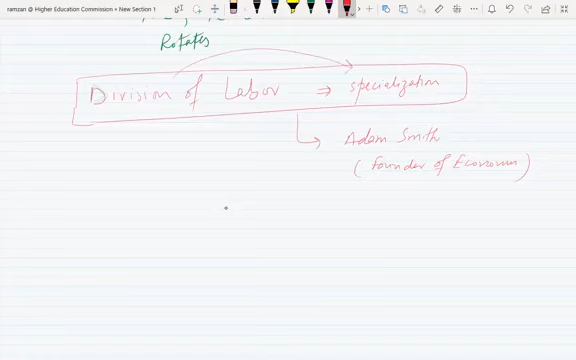 ramzan @ Higher Education Commission » New Section 1
Rotates
Division of Labor ⇒ specialization
Adam Smith
(Founder of Economics)